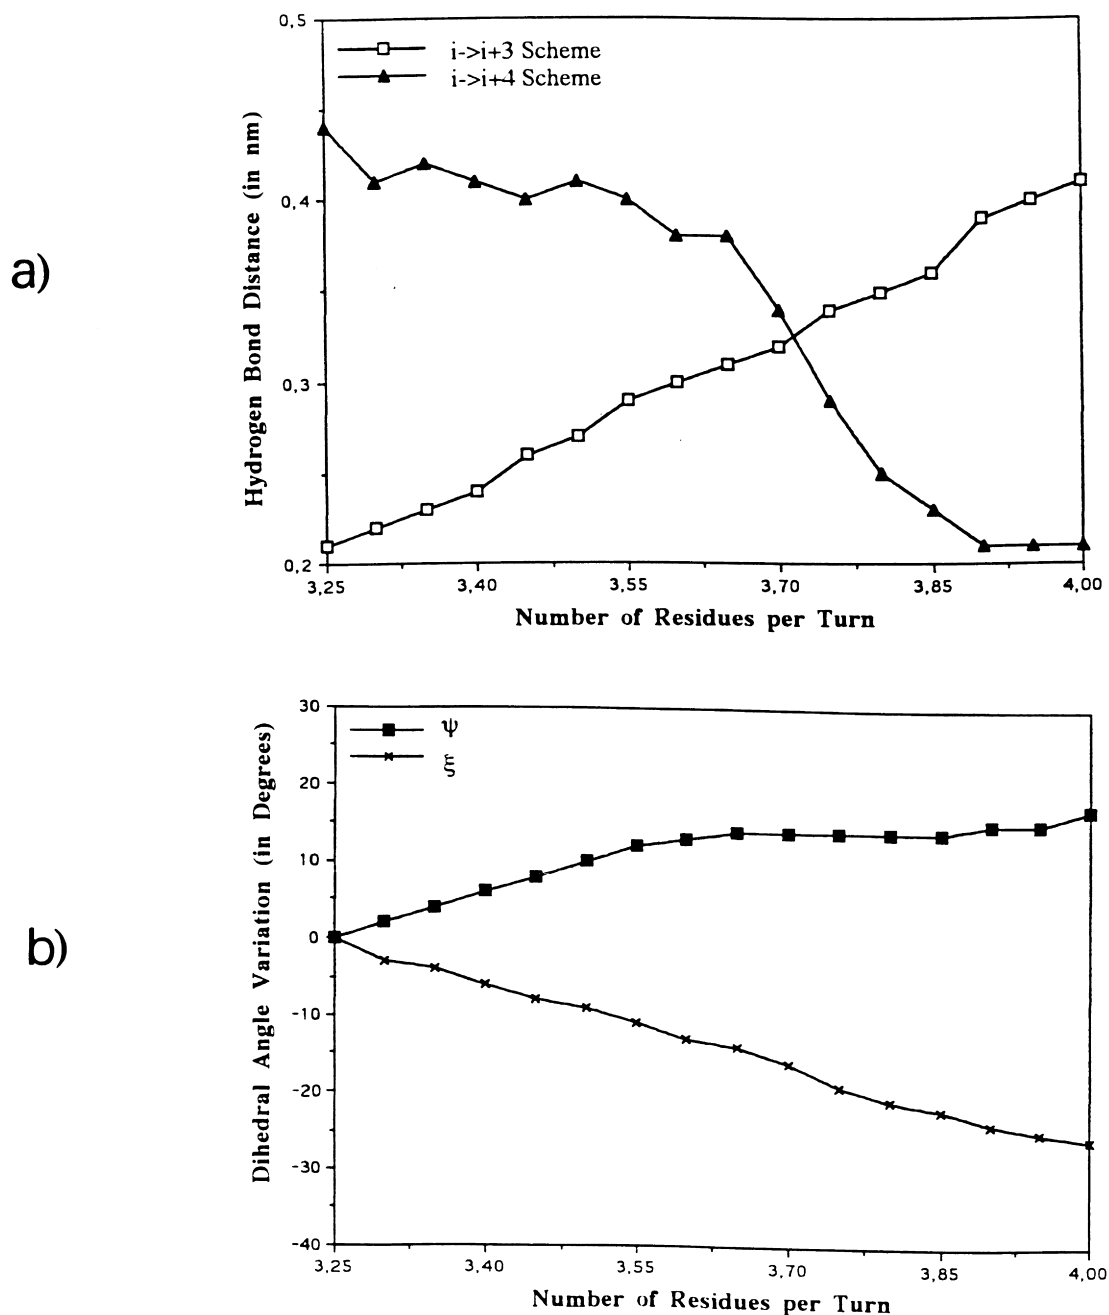 a)
Hydrogen Bond Distance (in nm)
0,5
0,4
0,3
0,2
i->i+3 Scheme
i->i+4 Scheme
3,25 3,40 3,55 3,70 3,85 4,00
Number of Residues per Turn
b)
Dihedral Angle Variation (in Degrees)
30
20
10
0
-10
-20
-30
-40
ψ
ξ
3,25 3,40 3,55 3,70 3,85 4,00
Number of Residues per Turn